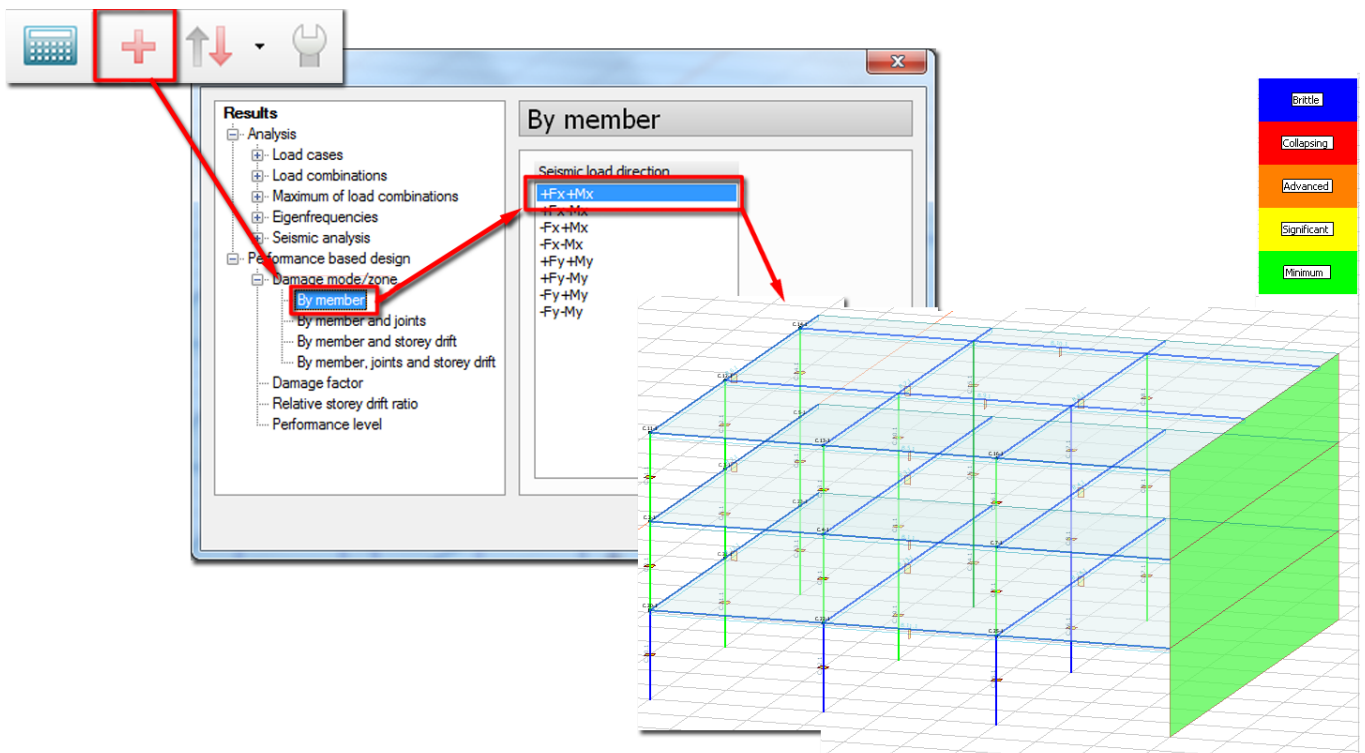 Results
Analysis
Load cases
Load combinations
Maximum of load combinations
Eigenfrequencies
Seismic analysis
Performance based design
Damage mode/zone
By member
By member and joints
By member and storey drift
By member, joints and storey drift
Damage factor
Relative storey drift ratio
Performance level
By member
Seismic load direction
+Fx+Mx
+Fx-Mx
-Fx+Mx
-Fx-Mx
+Fy+My
+Fy-My
-Fy+My
-Fy-My
Brittle
Collapsing
Advanced
Significant
Minimum